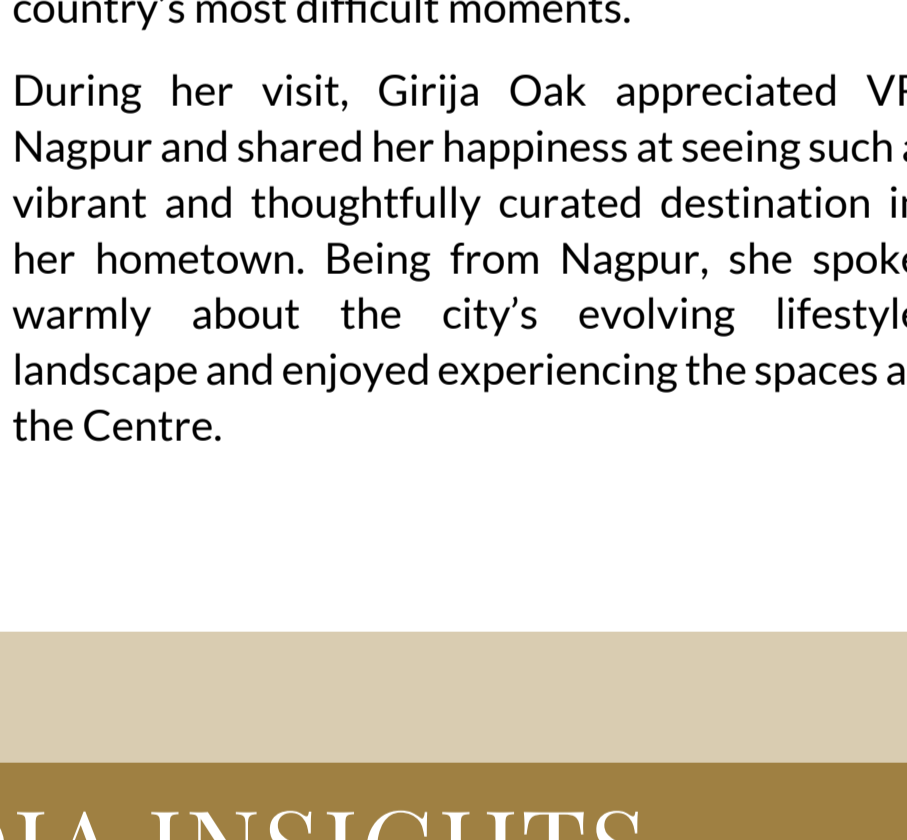 country's most difficult moments.
During her visit, Girija Oak appreciated
Nagpur and shared her happiness at seeing such
vibrant and thoughtfully curated destination
her hometown. Being from Nagpur, she
warmly about the city’s evolving
landscape and enjoyed experiencing the spaces
the Centre.
INSIGHTS